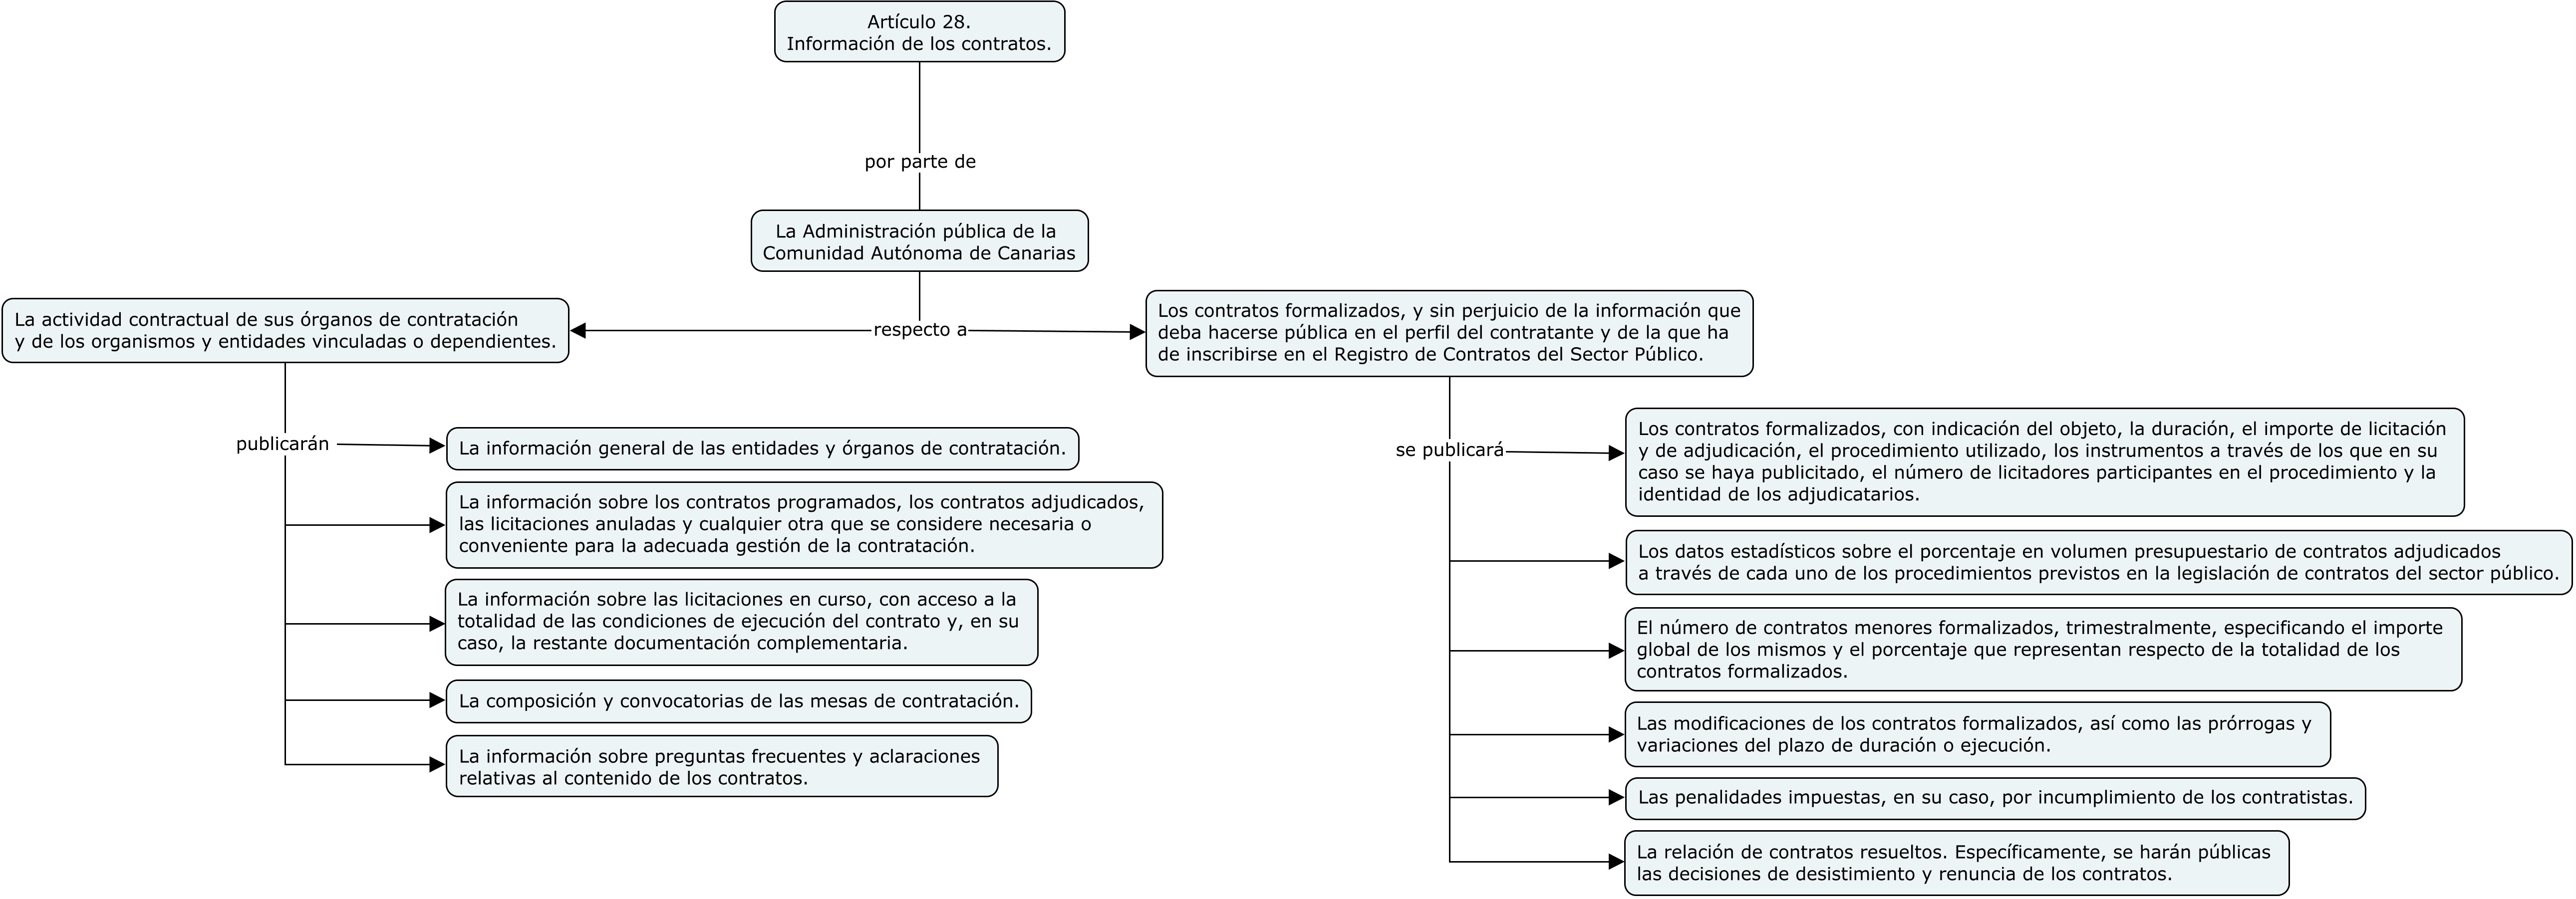 Artículo 28.
Información de los contratos.
por parte de
La Administración pública de la
Comunidad Autónoma de Canarias
respecto a
La actividad contractual de sus órganos de contratación
y de los organismos y entidades vinculadas o dependientes.
publicarán
La información general de las entidades y órganos de contratación.
La información sobre los contratos programados, los contratos adjudicados,
las licitaciones anuladas y cualquier otra que se considere necesaria o
conveniente para la adecuada gestión de la contratación.
La información sobre las licitaciones en curso, con acceso a la
totalidad de las condiciones de ejecución del contrato y, en su
caso, la restante documentación complementaria.
La composición y convocatorias de las mesas de contratación.
La información sobre preguntas frecuentes y aclaraciones
relativas al contenido de los contratos.
Los contratos formalizados, y sin perjuicio de la información que
deba hacerse pública en el perfil del contratante y de la que ha
de inscribirse en el Registro de Contratos del Sector Público.
se publicará
Los contratos formalizados, con indicación del objeto, la duración, el importe de licitación
y de adjudicación, el procedimiento utilizado, los instrumentos a través de los que en su
caso se haya publicitado, el número de licitadores participantes en el procedimiento y la
identidad de los adjudicatarios.
Los datos estadísticos sobre el porcentaje en volumen presupuestario de contratos adjudicados
a través de cada uno de los procedimientos previstos en la legislación de contratos del sector público.
El número de contratos menores formalizados, trimestralmente, especificando el importe
global de los mismos y el porcentaje que representan respecto de la totalidad de los
contratos formalizados.
Las modificaciones de los contratos formalizados, así como las prórrogas y
variaciones del plazo de duración o ejecución.
Las penalidades impuestas, en su caso, por incumplimiento de los contratistas.
La relación de contratos resueltos. Específicamente, se harán públicas
las decisiones de desistimiento y renuncia de los contratos.